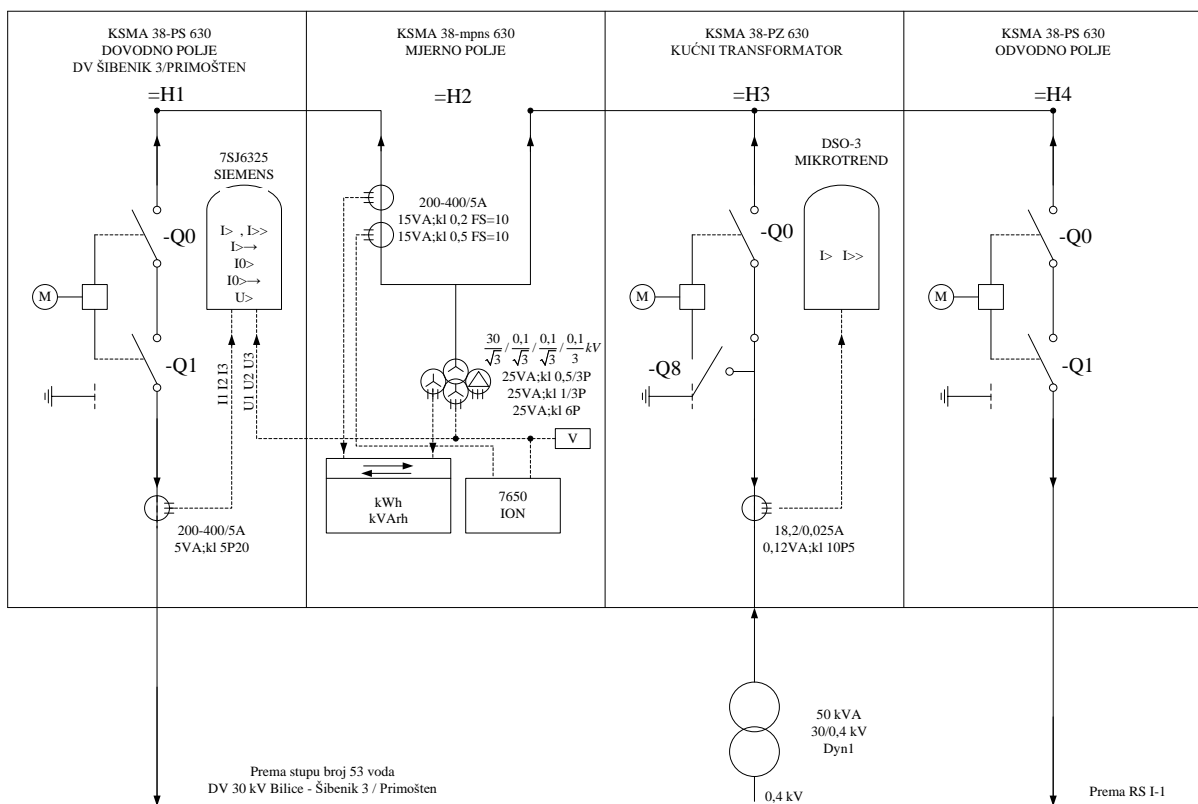 KSMA 38-PS 630
DOVODNO POLJE
DV ŠIBENIK 3/PRIMOŠTEN
=H1
7SJ6325
SIEMENS
I> , I>>
I>→
I0>
I0>→
U>
-Q0
M
-Q1
I1 I2 I3
U1 U2 U3
200-400/5A
5VA;kl 5P20
KSMA 38-mpns 630
MJERNO POLJE
=H2
200-400/5A
15VA;kl 0,2 FS=10
15VA;kl 0,5 FS=10
30/√3 / 0,1/√3 / 0,1/√3 / 0,1/3 kV
25VA;kl 0,5/3P
25VA;kl 1/3P
25VA;kl 6P
V
kWh
kVArh
7650
ION
KSMA 38-PZ 630
KUĆNI TRANSFORMATOR
=H3
DSO-3
MIKROTREND
I> I>>
-Q0
M
-Q8
18,2/0,025A
0,12VA;kl 10P5
KSMA 38-PS 630
ODVODNO POLJE
=H4
-Q0
M
-Q1
Prema stupu broj 53 voda
DV 30 kV Bilice - Šibenik 3 / Primošten
50 kVA
30/0,4 kV
Dyn1
0,4 kV
Prema RS I-1